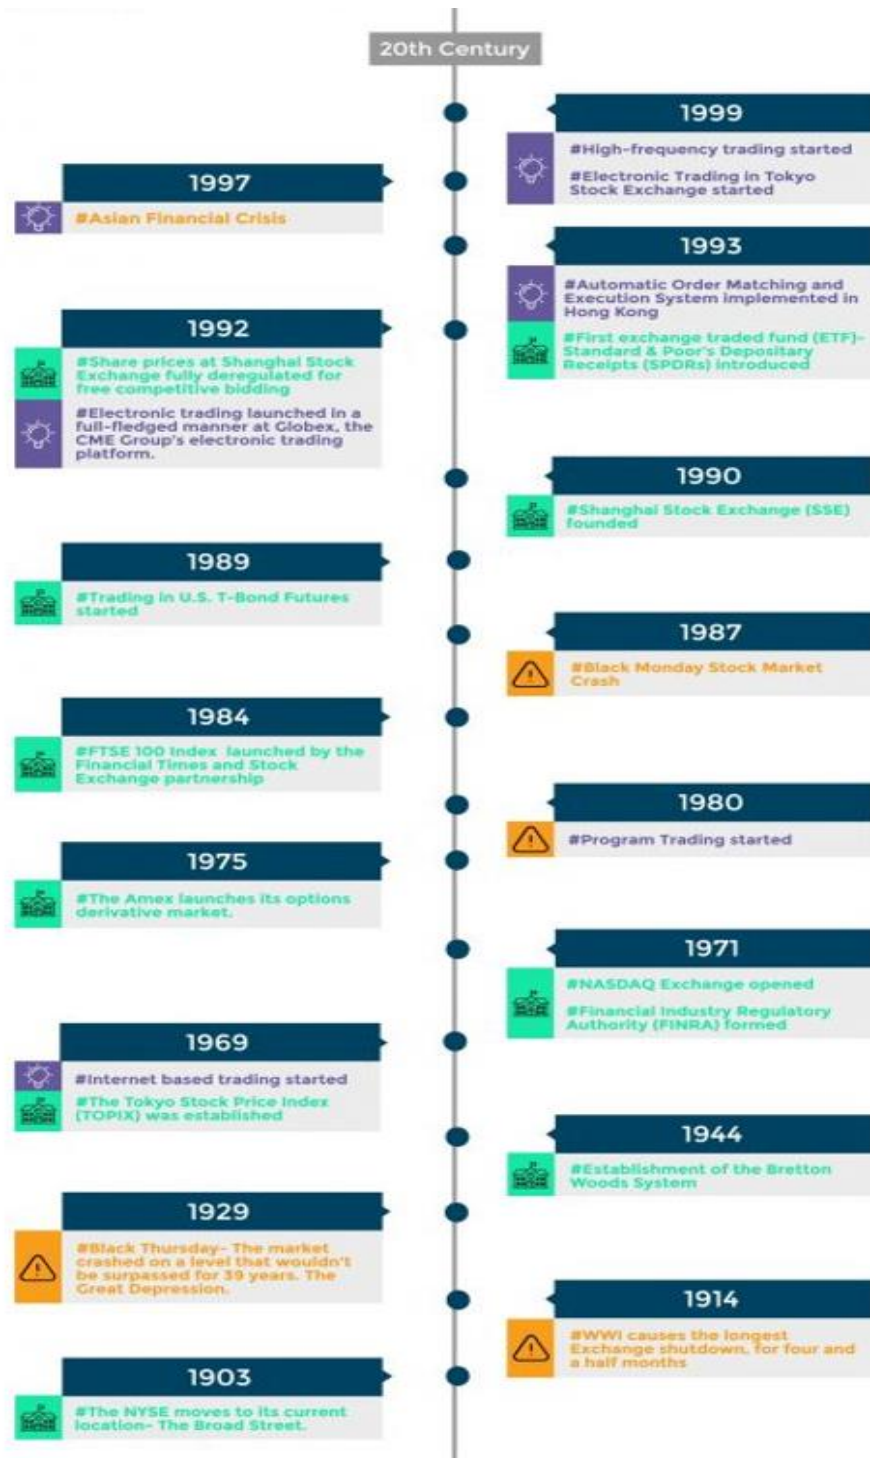 20th Century
1999
#High-frequency trading started
#Electronic Trading in Tokyo
Stock Exchange started
1997
#Asian Financial Crisis
1993
#Automatic Order Matching and
Execution System implemented in
Hong Kong
#First exchange traded fund (ETF)-
Standard & Poor's Depositary
Receipts (SPDRs) introduced
1992
#Share prices at Shanghai Stock
Exchange fully deregulated for
free competitive bidding
#Electronic trading launched in a
full-fledged manner at Globex, the
CME Group's electronic trading
platform.
1990
#Shanghai Stock Exchange (SSE)
founded
1989
#Trading in U.S. T-Bond Futures
started
1987
#Black Monday Stock Market
Crash
1984
#FTSE 100 Index launched by the
Financial Times and Stock
Exchange partnership
1980
#Program Trading started
1975
#The Amex launches its options
derivative market.
1971
#NASDAQ Exchange opened
#Financial Industry Regulatory
Authority (FINRA) formed
1969
#Internet based trading started
#The Tokyo Stock Price Index
(TOPIX) was established
1944
#Establishment of the Bretton
Woods System
1929
#Black Thursday- The market
crashed on a level that wouldn't
be surpassed for 39 years. The
Great Depression.
1914
#WWI causes the longest
Exchange shutdown, for four and
a half months
1903
#The NYSE moves to its current
location- The Broad Street.